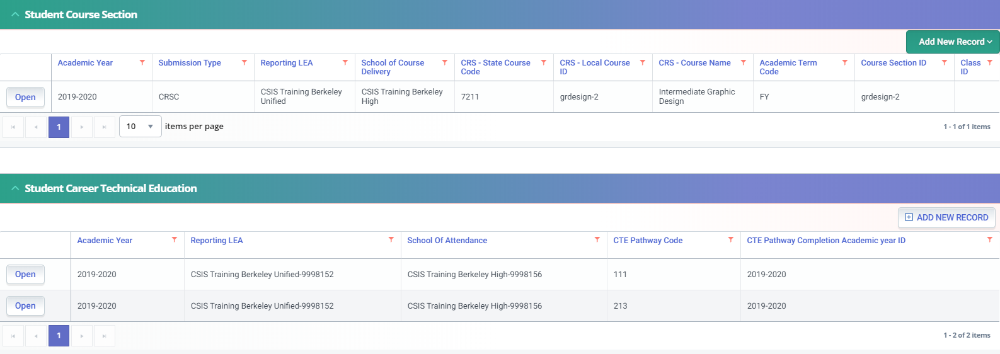 Student Course Section
Add New Record
Academic Year
Submission Type
Reporting LEA
School of Course Delivery
CRS - State Course Code
CRS - Local Course ID
CRS - Course Name
Academic Term Code
Course Section ID
Class ID
Open
2019-2020
CRSC
CSIS Training Berkeley Unified
CSIS Training Berkeley High
7211
grdesign-2
Intermediate Graphic Design
FY
grdesign-2
1
10
items per page
1 - 1 of 1 items
Student Career Technical Education
ADD NEW RECORD
Academic Year
Reporting LEA
School Of Attendance
CTE Pathway Code
CTE Pathway Completion Academic year ID
Open
2019-2020
CSIS Training Berkeley Unified-9998152
CSIS Training Berkeley High-9998156
111
2019-2020
Open
2019-2020
CSIS Training Berkeley Unified-9998152
CSIS Training Berkeley High-9998156
213
2019-2020
1
1 - 2 of 2 items